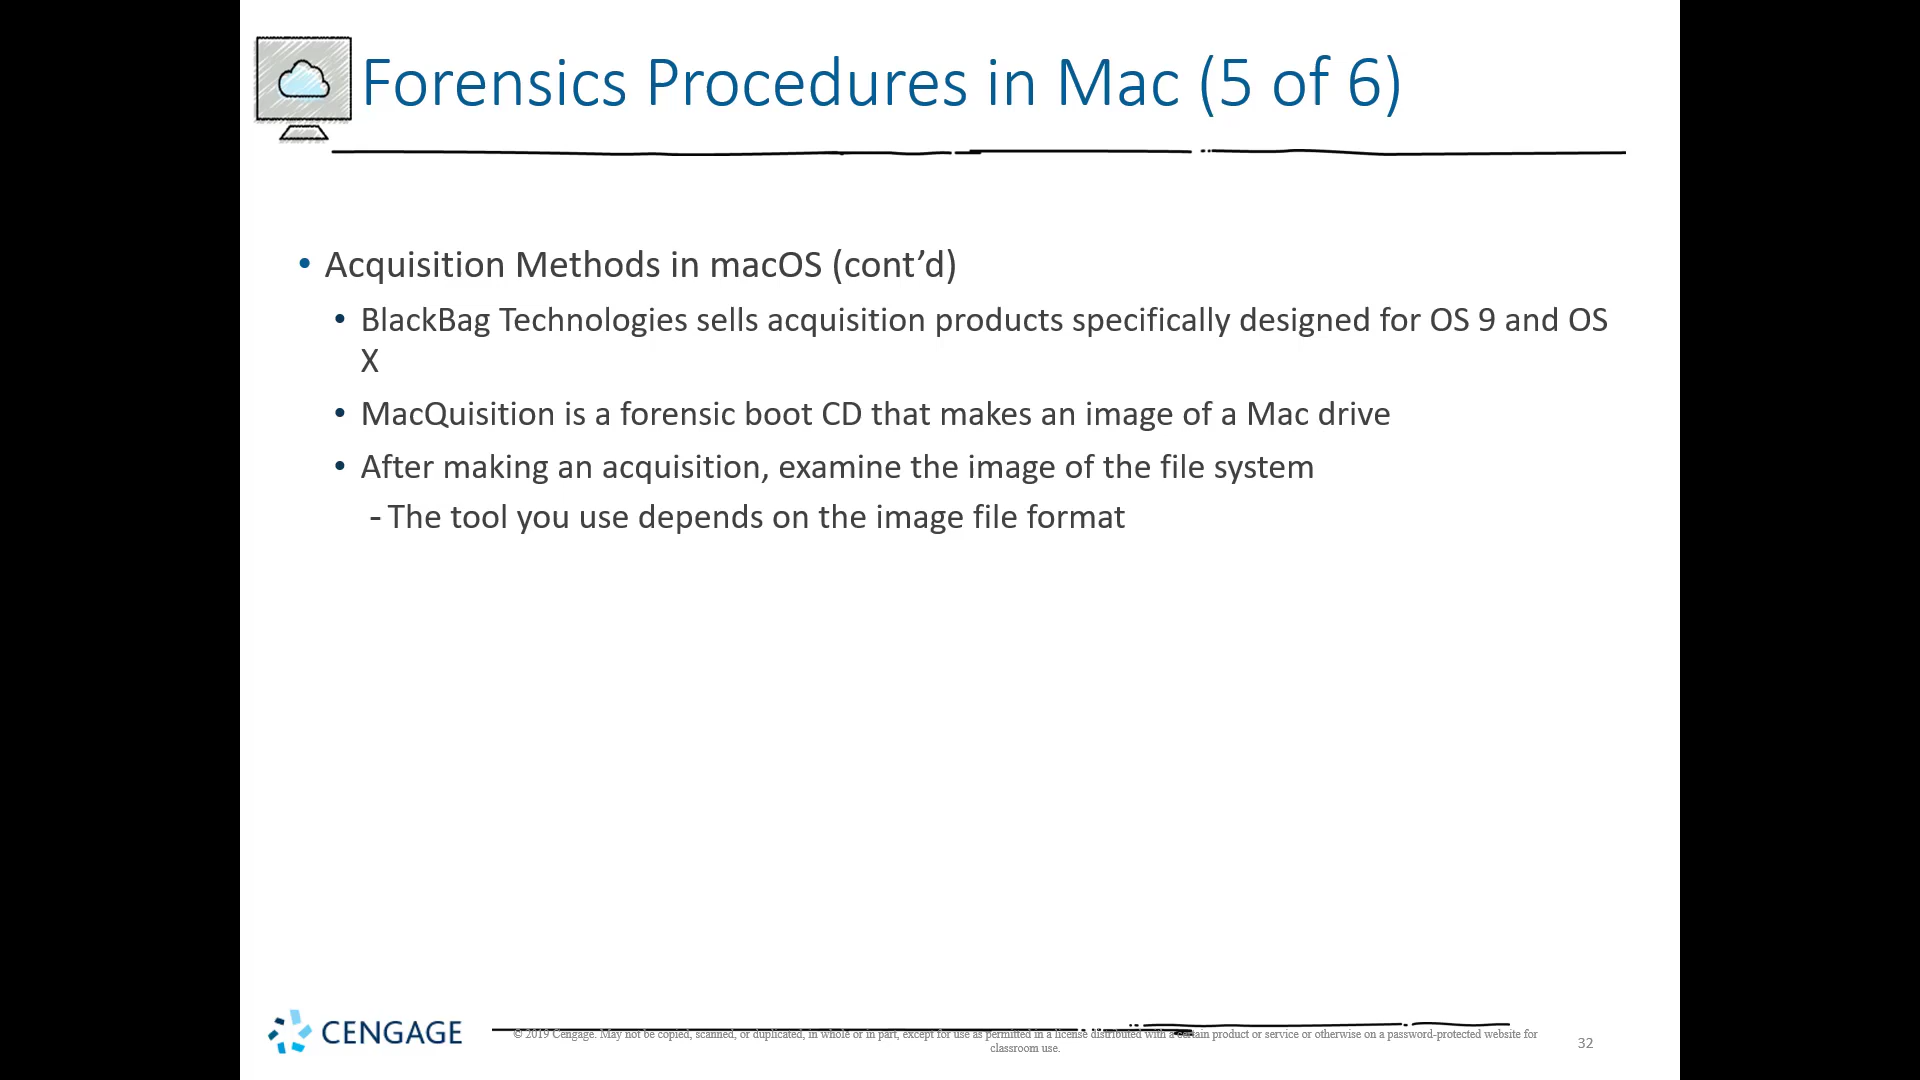 Forensics Procedures in Mac (5 of 6)
• Acquisition Methods in macOS (cont’d)
• BlackBag Technologies sells acquisition products specifically designed for OS 9 and OS
X
• MacQuisition is a forensic boot CD that makes an image of a Mac drive
• After making an acquisition, examine the image of the file system
- The tool you use depends on the image file format
CENGAGE
© 2019 Cengage. May not be copied, scanned, or duplicated, in whole or in part, except for use as permitted in a license distributed with a certain product or service or otherwise on a password-protected website for
classroom use.
32